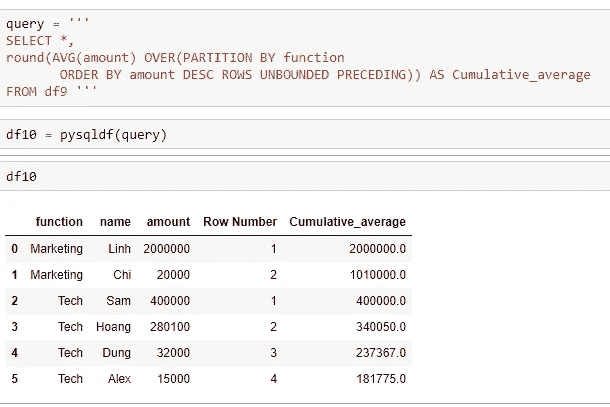 query = '''
SELECT *,
round(AVG(amount) OVER(PARTITION BY function
ORDER BY amount DESC ROWS UNBOUNDED PRECEDING)) AS Cumulative_average
FROM df9 '''
df10 = pysqldf(query)
df10
function name amount Row Number Cumulative_average
0 Marketing Linh 2000000 1 2000000.0
1 Marketing Chi 20000 2 1010000.0
2 Tech Sam 400000 1 400000.0
3 Tech Hoang 280100 2 340050.0
4 Tech Dung 32000 3 237367.0
5 Tech Alex 15000 4 181775.0